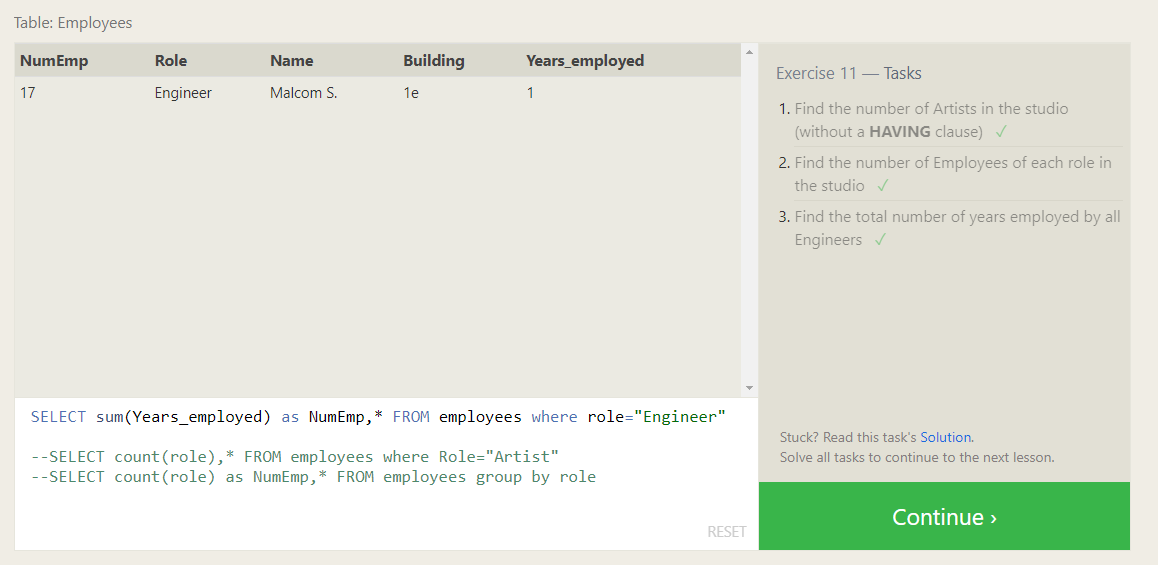 Table: Employees
NumEmp Role Name Building Years_employed
17 Engineer Malcom S. 1e 1
SELECT sum(Years_employed) as NumEmp,* FROM employees where role="Engineer"
--SELECT count(role),* FROM employees where Role="Artist"
--SELECT count(role) as NumEmp,* FROM employees group by role
RESET
Exercise 11 — Tasks
1. Find the number of Artists in the studio
(without a HAVING clause) ✓
2. Find the number of Employees of each role in
the studio ✓
3. Find the total number of years employed by all
Engineers ✓
Stuck? Read this task's Solution.
Solve all tasks to continue to the next lesson.
Continue ›